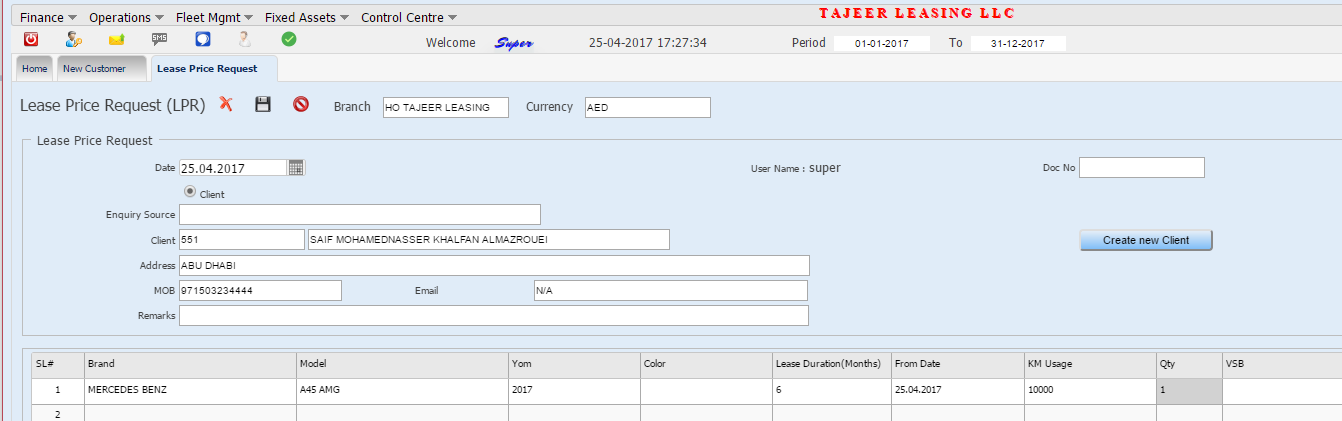 Finance Operations Fleet Mgmt Fixed Assets Control Centre TAJEER LEASING LLC
SMS Welcome Super 25-04-2017 17:27:34 Period 01-01-2017 To 31-12-2017
Home New Customer Lease Price Request
Lease Price Request (LPR) Branch HO TAJEER LEASING Currency AED
Lease Price Request
Date 25.04.2017 User Name : super Doc No
Client
Enquiry Source
Client 551 SAIF MOHAMEDNASSER KHALFAN ALMAZROUEI Create new Client
Address ABU DHABI
MOB 971503234444 Email N/A
Remarks
SL# Brand Model Yom Color Lease Duration(Months) From Date KM Usage Qty VSB
1 MERCEDES BENZ A45 AMG 2017 6 25.04.2017 10000 1
2